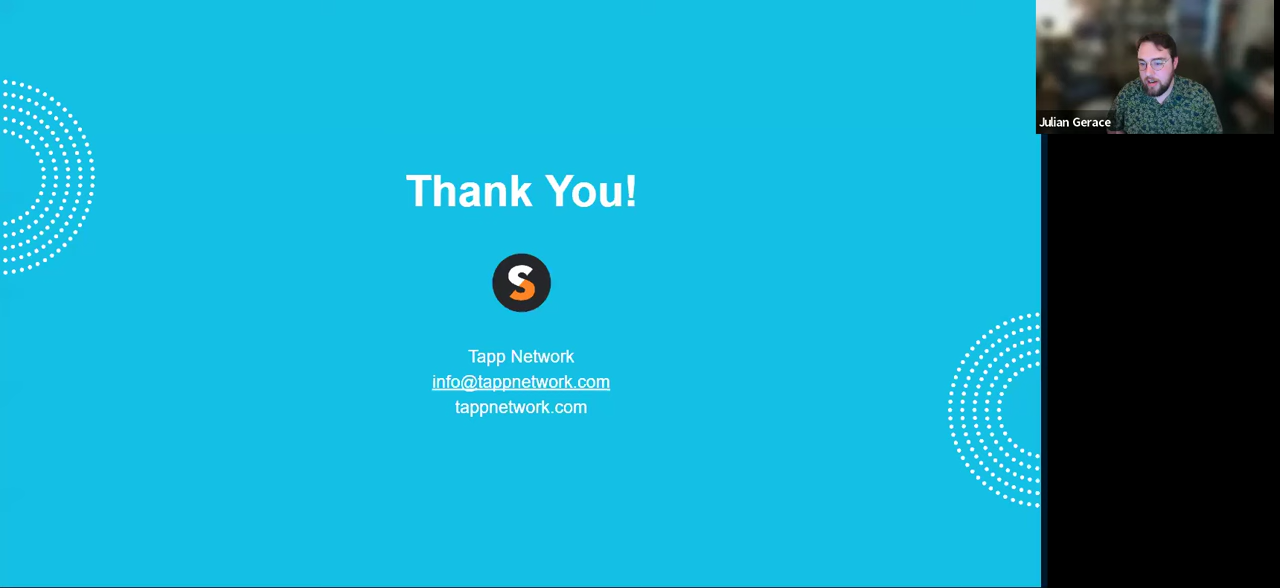 Julian Gerace
Thank You!
S
Tapp Network
info@tappnetwork.com
tappnetwork.com